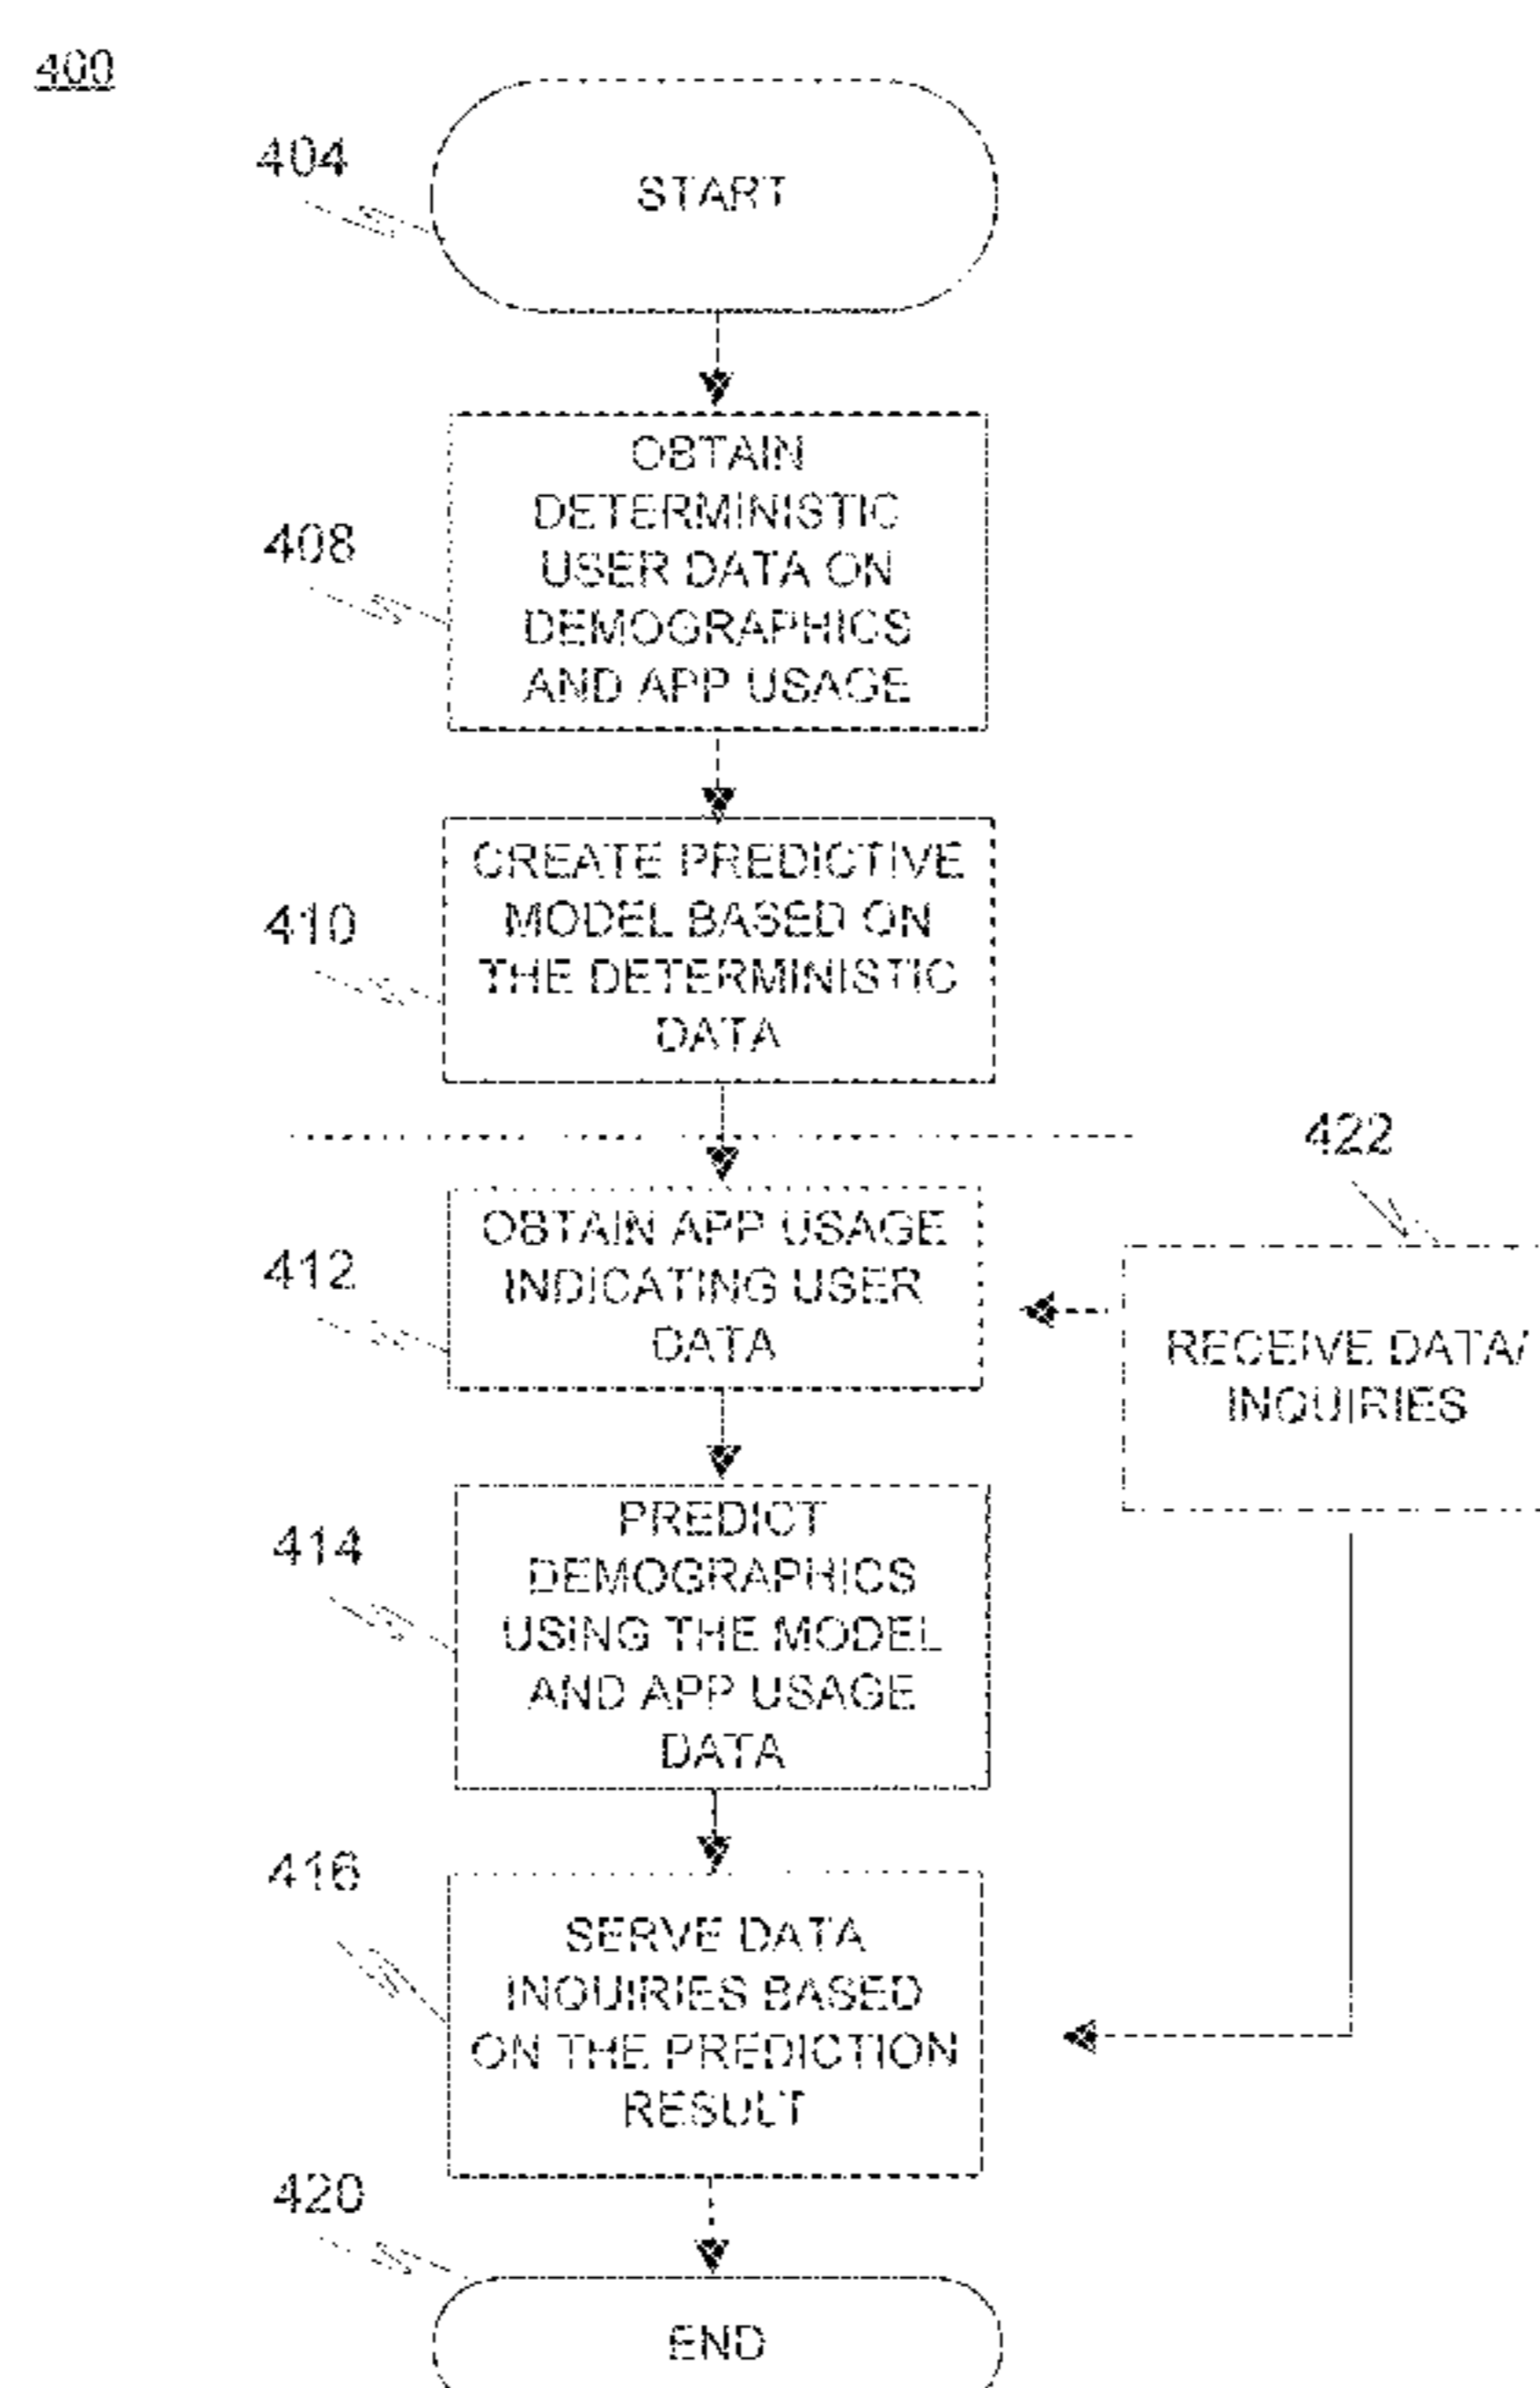 400
404
START
408
OBTAIN
DETERMINISTIC
USER DATA ON
DEMOGRAPHICS
AND APP USAGE
410
CREATE PREDICTIVE
MODEL BASED ON
THE DETERMINISTIC
DATA
412
OBTAIN APP USAGE
INDICATING USER
DATA
422
RECEIVE DATA/
INQUIRIES
414
PREDICT
DEMOGRAPHICS
USING THE MODEL
AND APP USAGE
DATA
416
SERVE DATA
INQUIRIES BASED
ON THE PREDICTION
RESULT
420
END